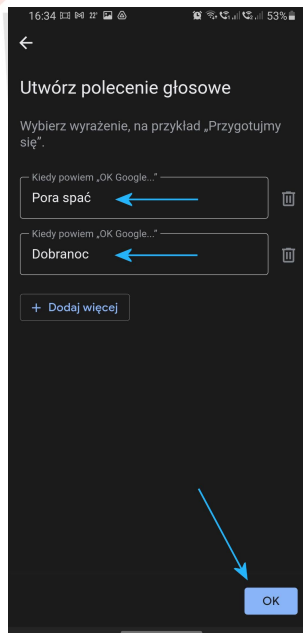 16:34 22° 53%
Utwórz polecenie głosowe
Wybierz wyrażenie, na przykład „Przygotujmy
się”.
Kiedy powiem „OK Google...”
Pora spać
Kiedy powiem „OK Google...”
Dobranoc
+ Dodaj więcej
OK